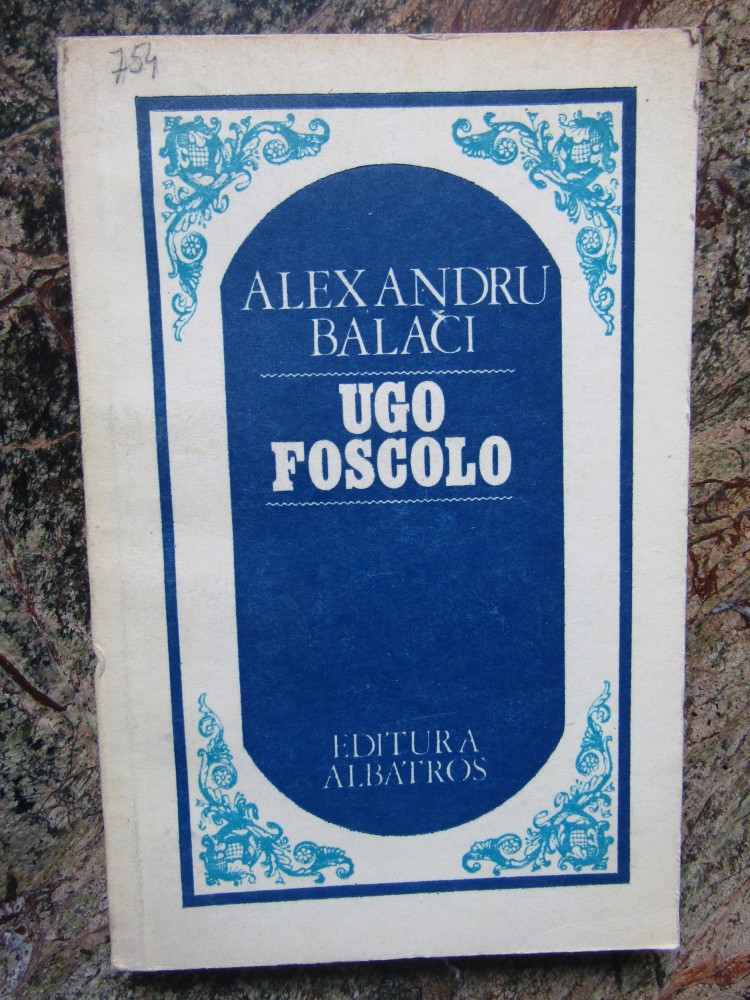 754
ALEXANDRU
BALACI
UGO
FOSCOLO
EDITURA
ALBATROS